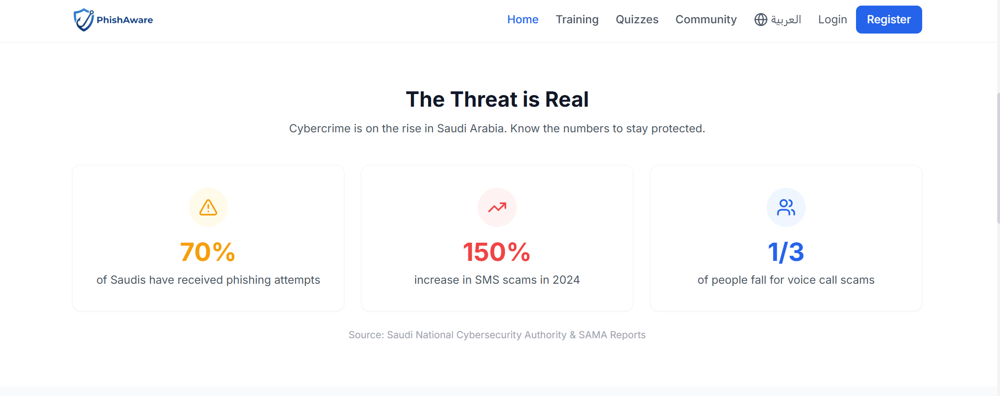 PhishAware
Home Training Quizzes Community العربية Login Register
The Threat is Real
Cybercrime is on the rise in Saudi Arabia. Know the numbers to stay protected.
70%
of Saudis have received phishing attempts
150%
increase in SMS scams in 2024
1/3
of people fall for voice call scams
Source: Saudi National Cybersecurity Authority & SAMA Reports